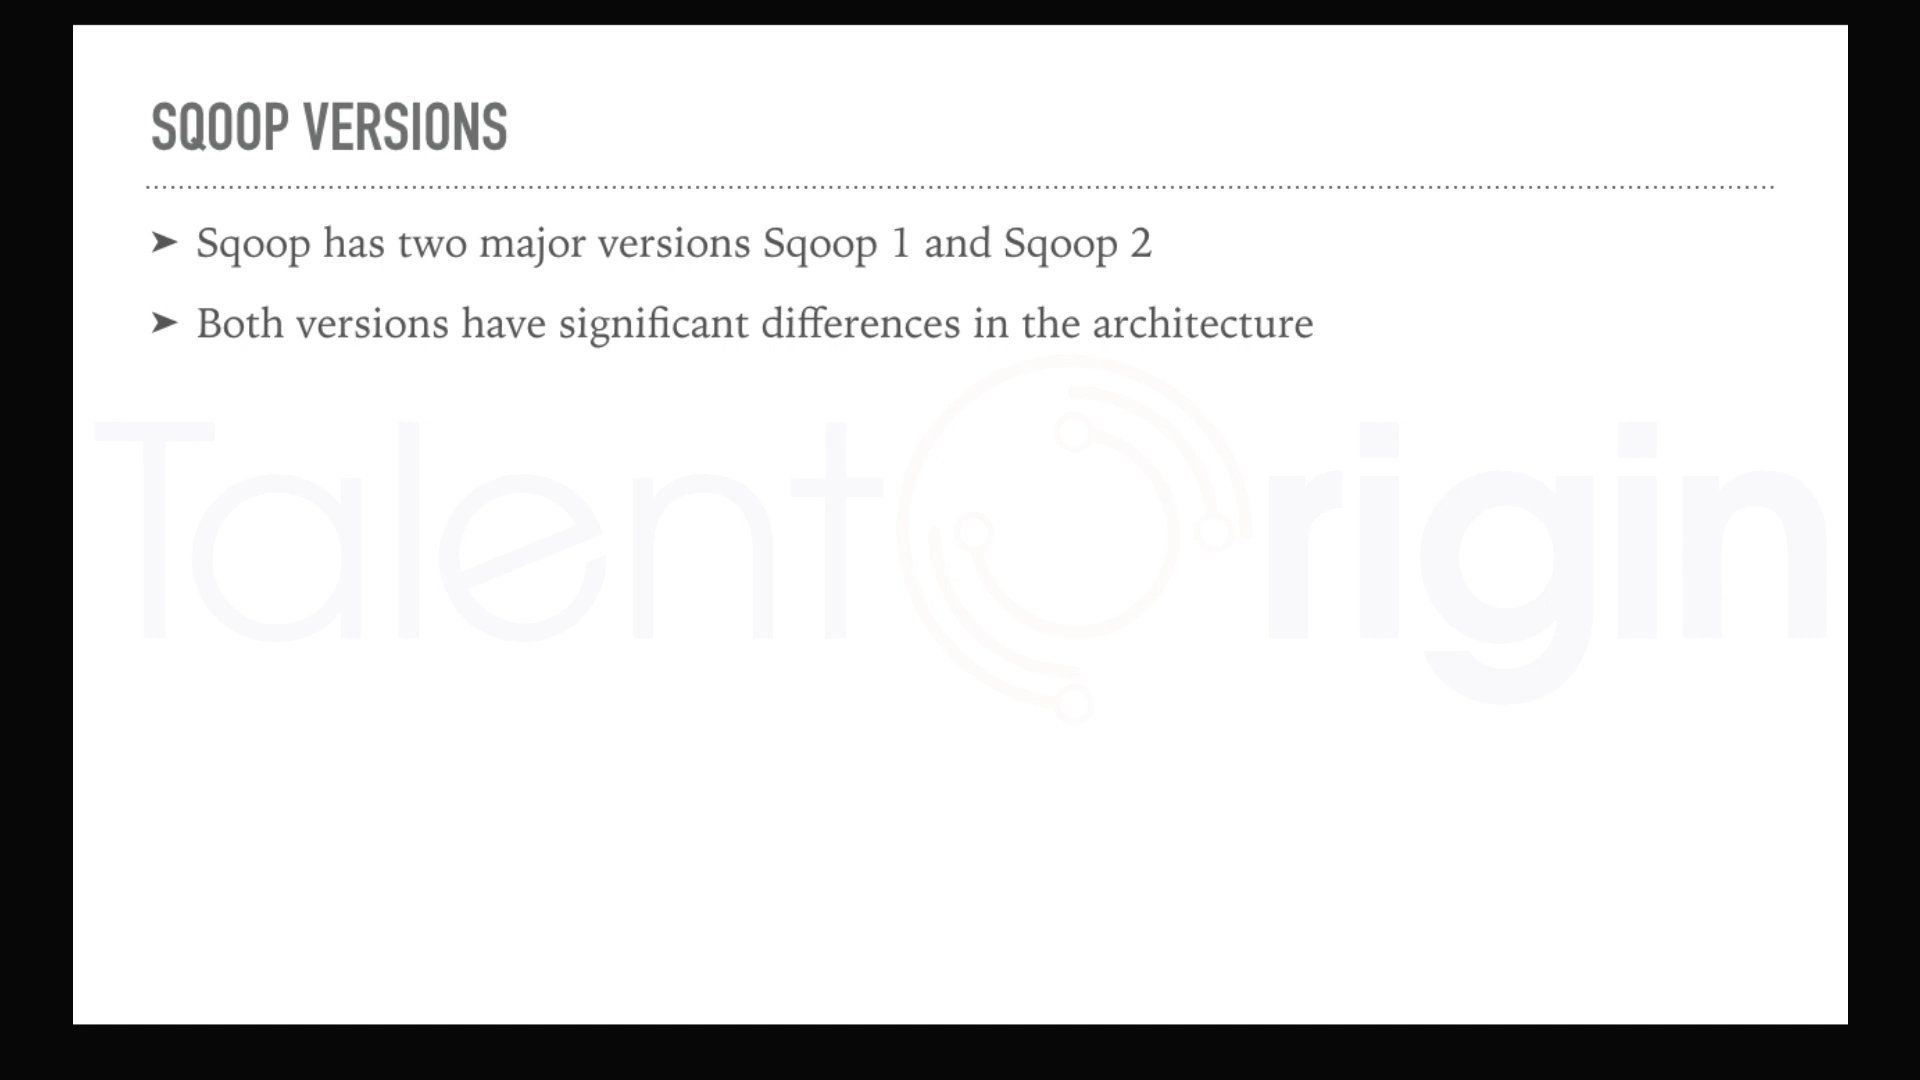 SQOOP VERSIONS
➤ Sqoop has two major versions Sqoop 1 and Sqoop 2
➤ Both versions have significant differences in the architecture
TalentOrigin